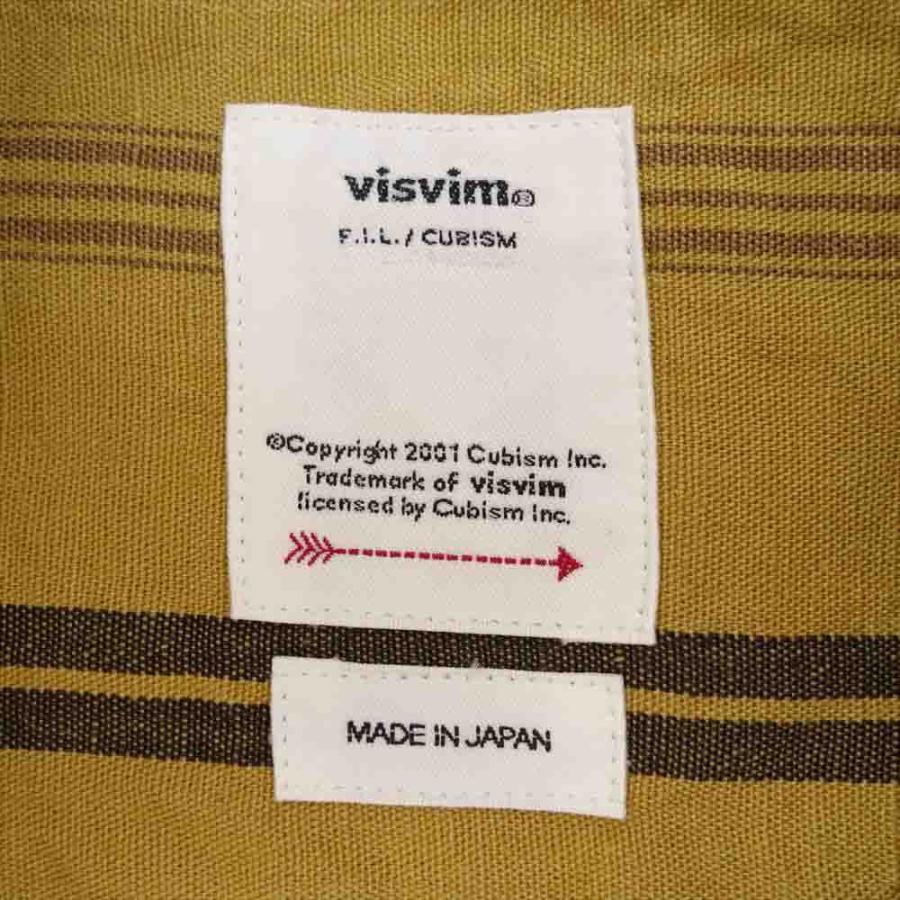 visvim®
F.I.L. / CUBISM
©Copyright 2001 Cubism Inc.
Trademark of visvim
licensed by Cubism Inc.
MADE IN JAPAN